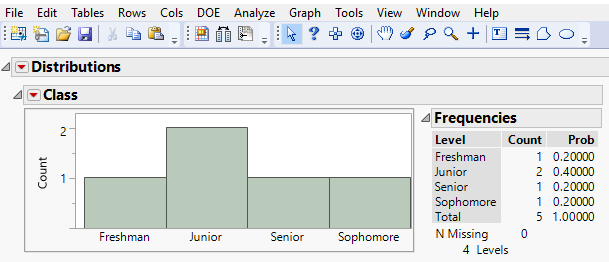 File Edit Tables Rows Cols DOE Analyze Graph Tools View Window Help
Distributions
Class
2
1
Count
Freshman Junior Senior Sophomore
Frequencies
Level Count Prob
Freshman 1 0.20000
Junior 2 0.40000
Senior 1 0.20000
Sophomore 1 0.20000
Total 5 1.00000
N Missing 0
4 Levels